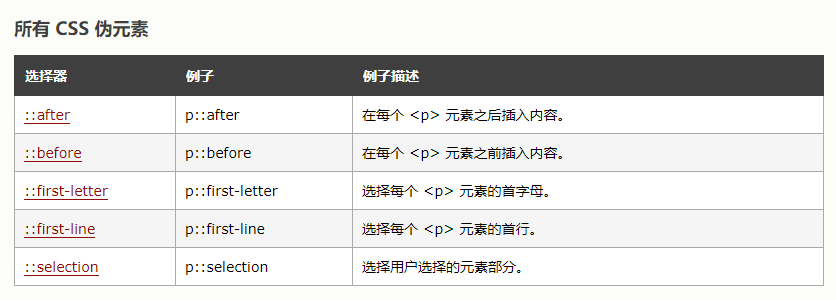 所有 CSS 伪元素
选择器 例子 例子描述
::after p::after 在每个 <p> 元素之后插入内容。
::before p::before 在每个 <p> 元素之前插入内容。
::first-letter p::first-letter 选择每个 <p> 元素的首字母。
::first-line p::first-line 选择每个 <p> 元素的首行。
::selection p::selection 选择用户选择的元素部分。